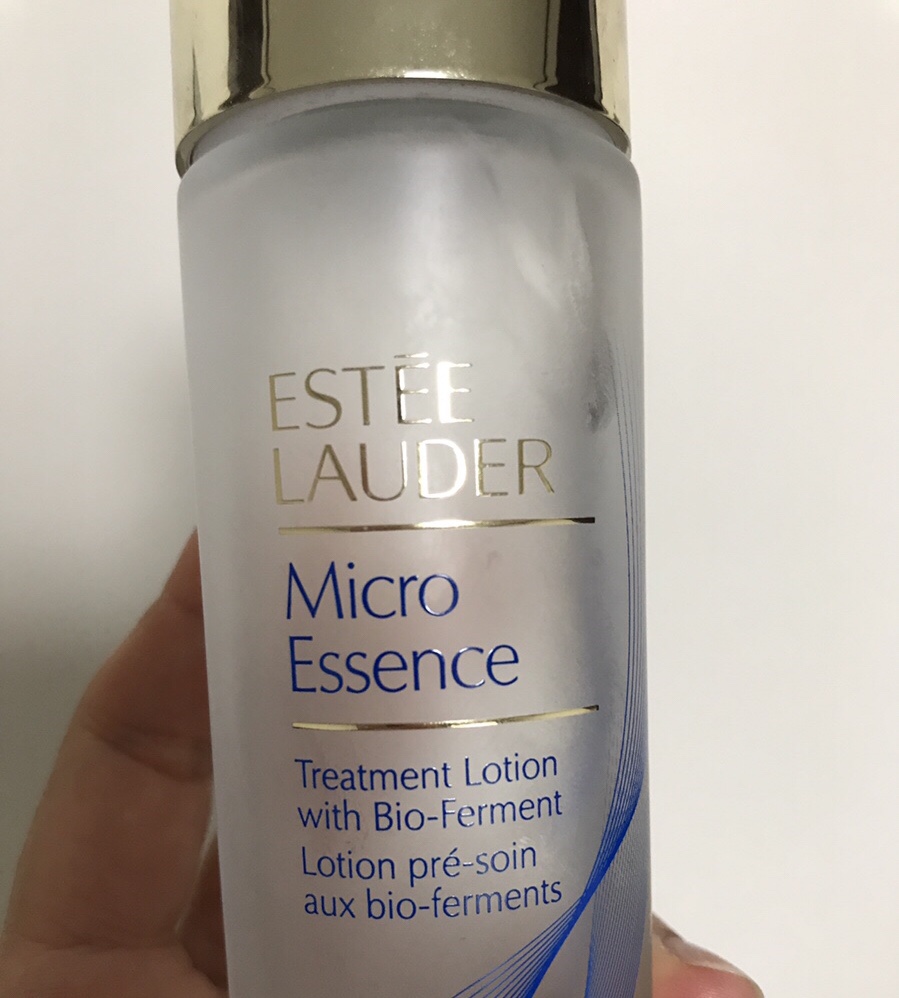 ESTĒE
LAUDER
Micro
Essence
Treatment Lotion
with Bio-Ferment
Lotion pré-soin
aux bio-ferments